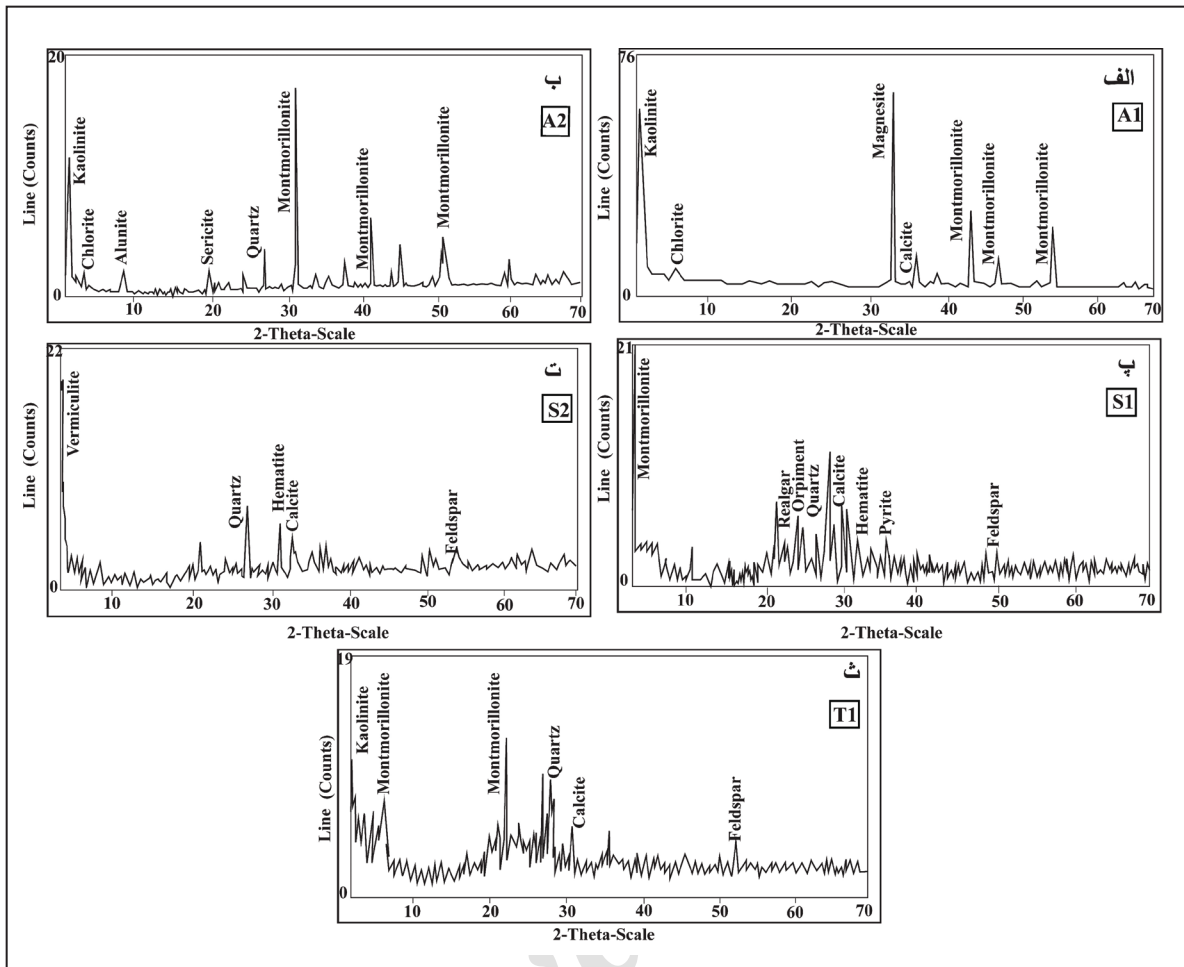 20
ب
A2
Line (Counts)
Kaolinite
Chlorite
Alunite
Sericite
Quartz
Montmorillonite
Montmorillonite
Montmorillonite
0
10 20 30 40 50 60 70
2-Theta-Scale
76
الف
A1
Line (Counts)
Kaolinite
Chlorite
Magnesite
Calcite
Montmorillonite
Montmorillonite
Montmorillonite
0
10 20 30 40 50 60 70
2-Theta-Scale
22
ت
S2
Line (Counts)
Vermiculite
Quartz
Hematite
Calcite
Feldspar
0
10 20 30 40 50 60 70
2-Theta-Scale
21
پ
S1
Line (Counts)
Montmorillonite
Realgar
Orpiment
Quartz
Calcite
Hematite
Pyrite
Feldspar
0
10 20 30 40 50 60 70
2-Theta-Scale
19
ث
T1
Line (Counts)
Kaolinite
Montmorillonite
Montmorillonite
Quartz
Calcite
Feldspar
0
10 20 30 40 50 60 70
2-Theta-Scale